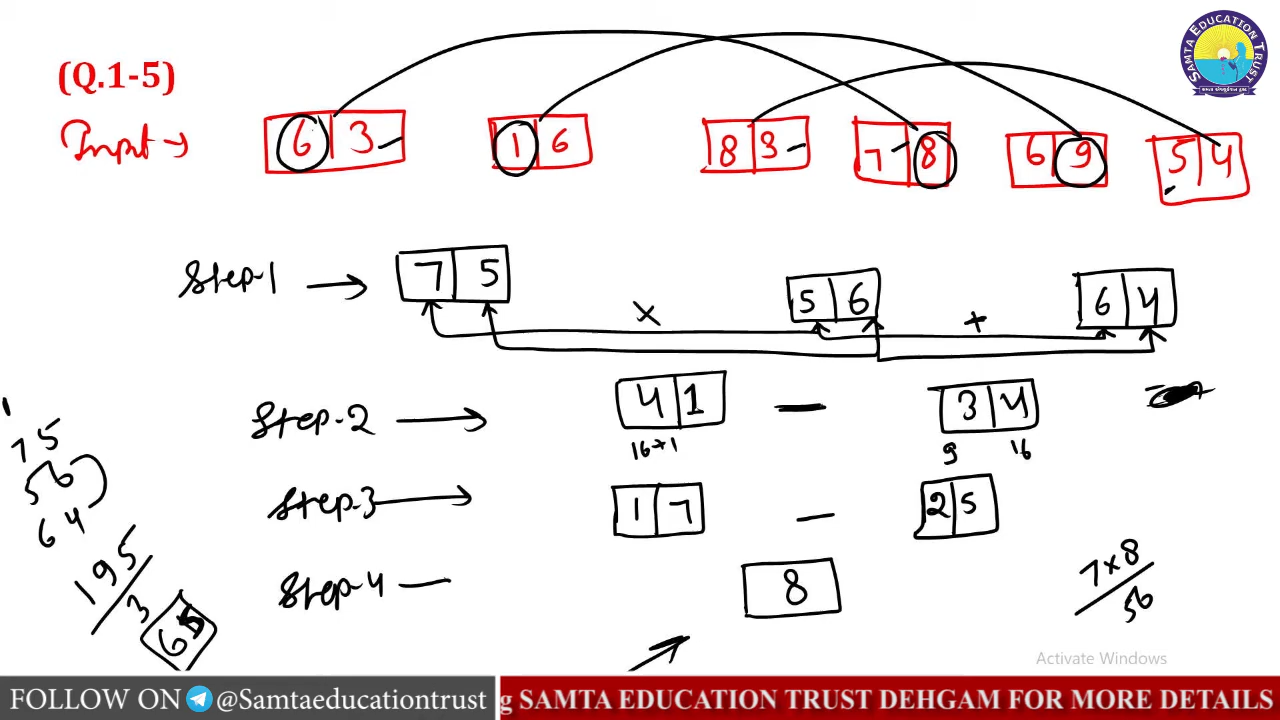 SAMTA EDUCATION TRUST
(Q.1-5)
Input → 6 3 1 6 8 3 7 8 6 9 5 4
Step-1 → 7 5 × 5 6 + 6 4
Step-2 → 4 1 — 3 4
16+1 9 16
Step-3 → 1 7 — 2 5
Step-4 — 8
75
56
64
195
3
65
7×8
56
Activate Windows
FOLLOW ON @Samtaeducationtrust g SAMTA EDUCATION TRUST DEHGAM FOR MORE DETAILS